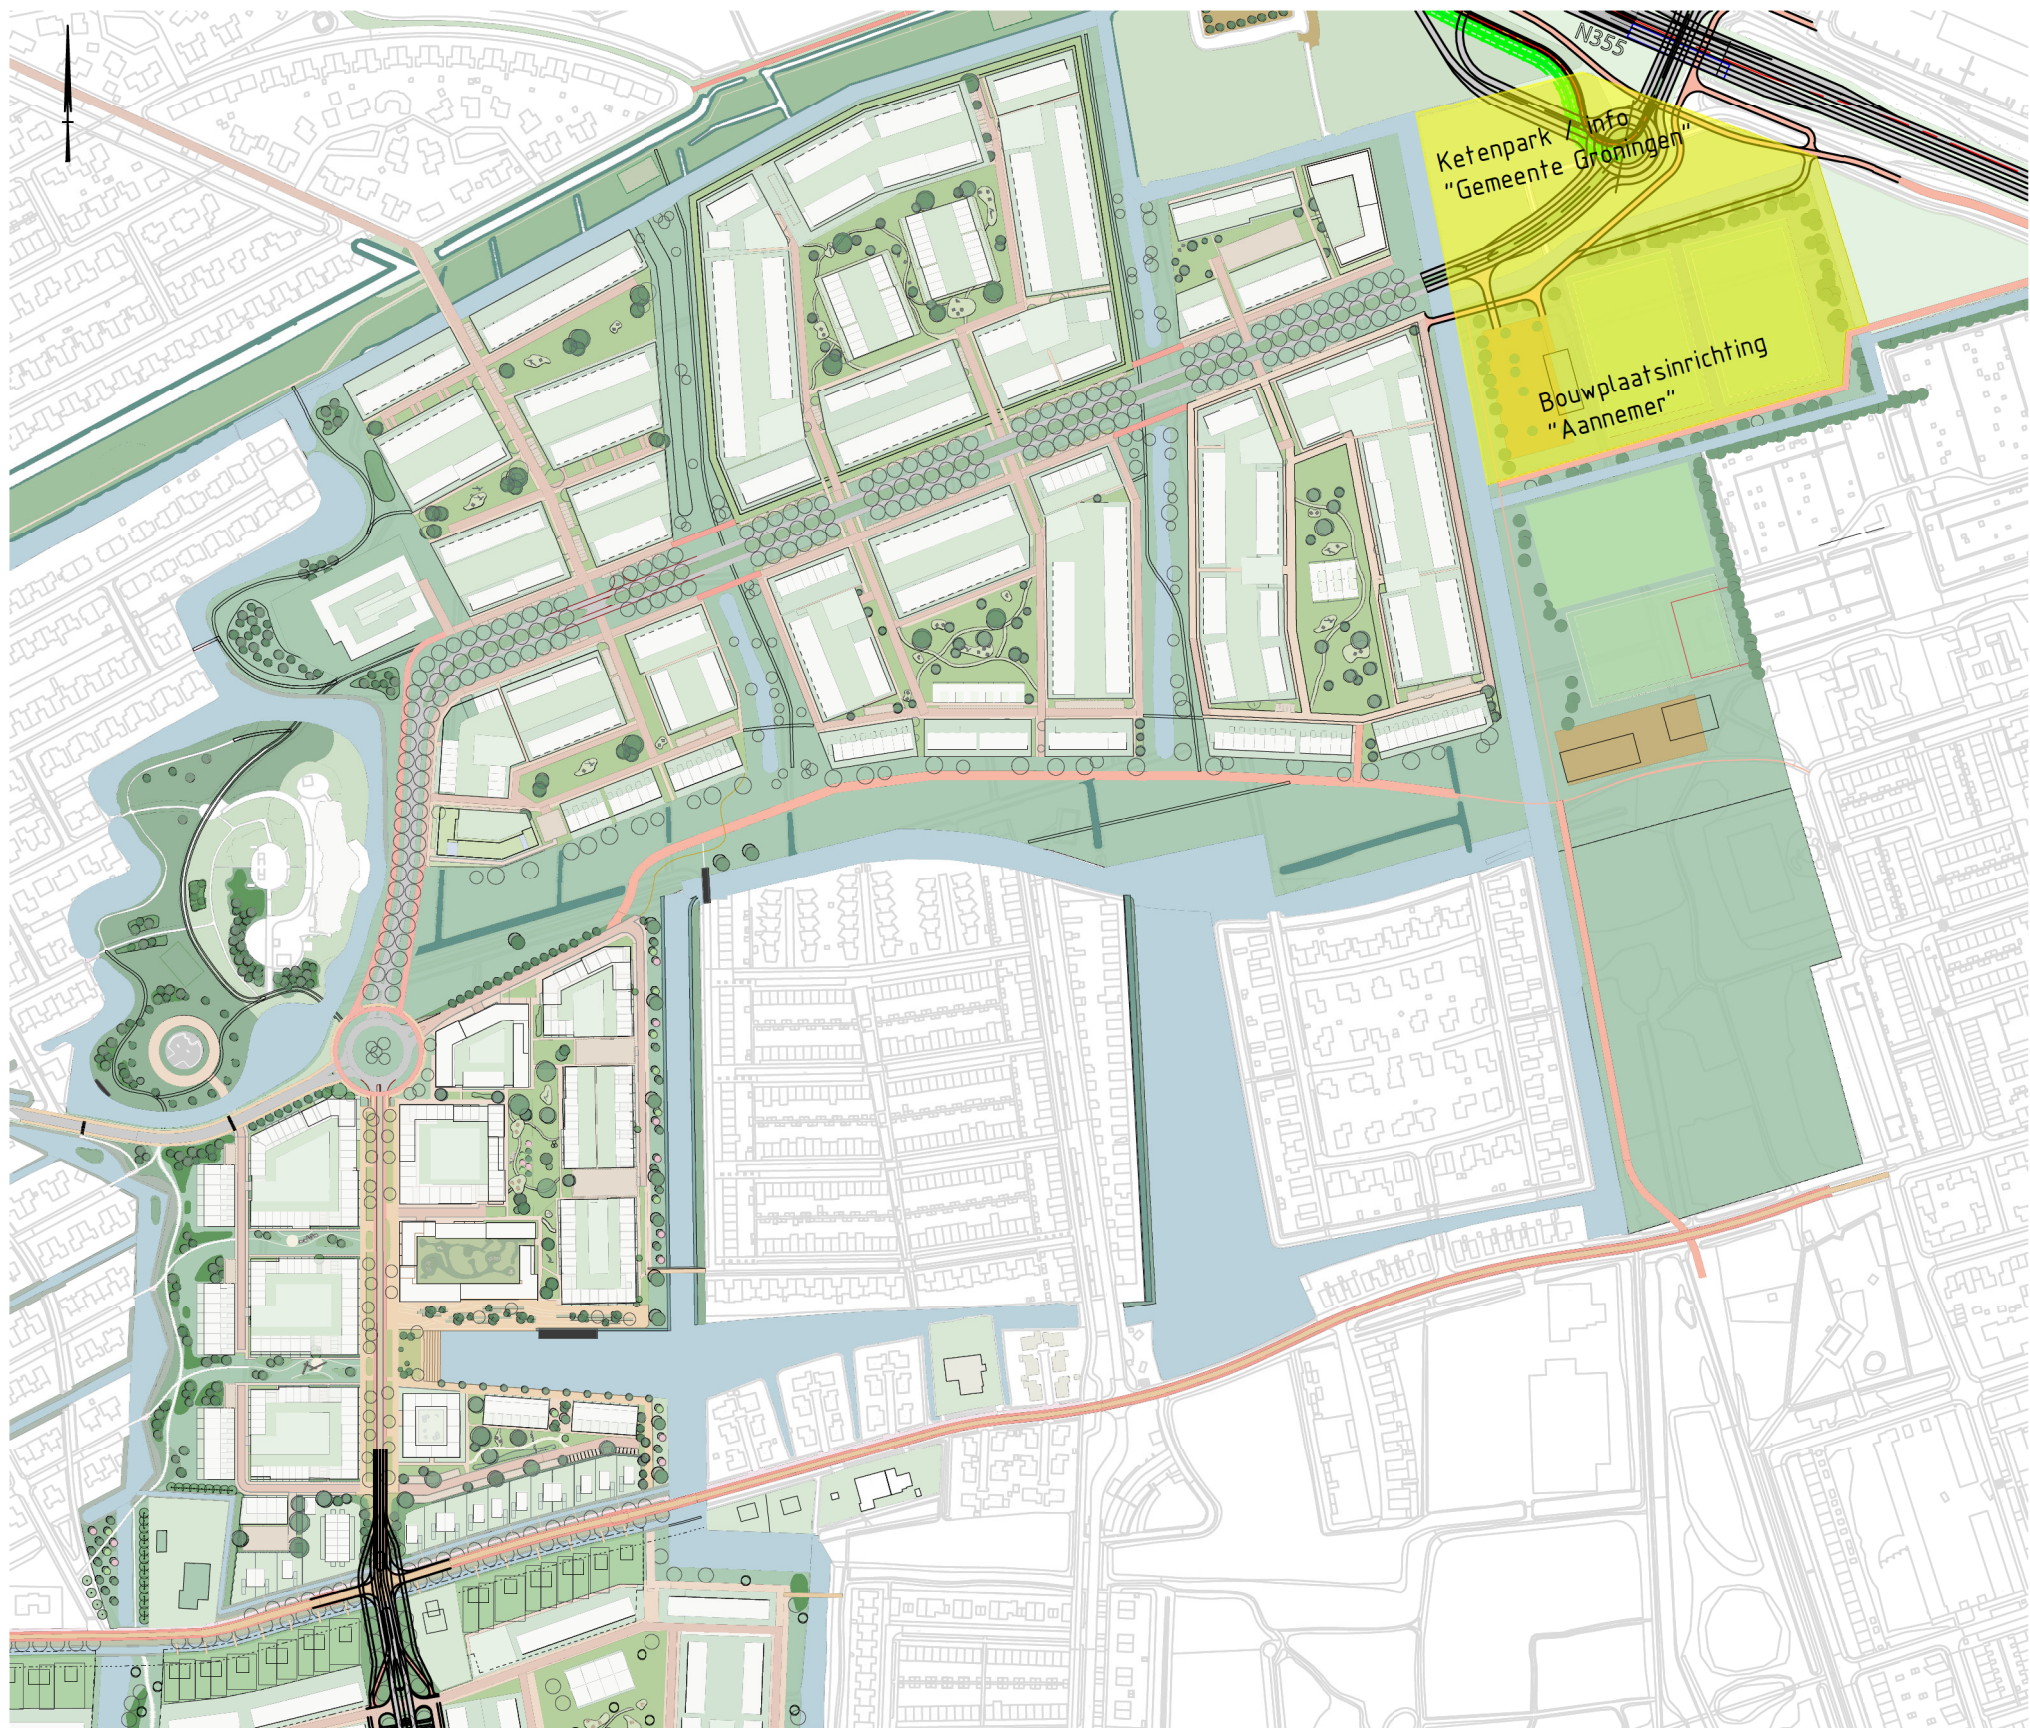 N355
Ketenpark / info
"Gemeente Groningen"
Bouwplaatsinrichting
"Aannemer"